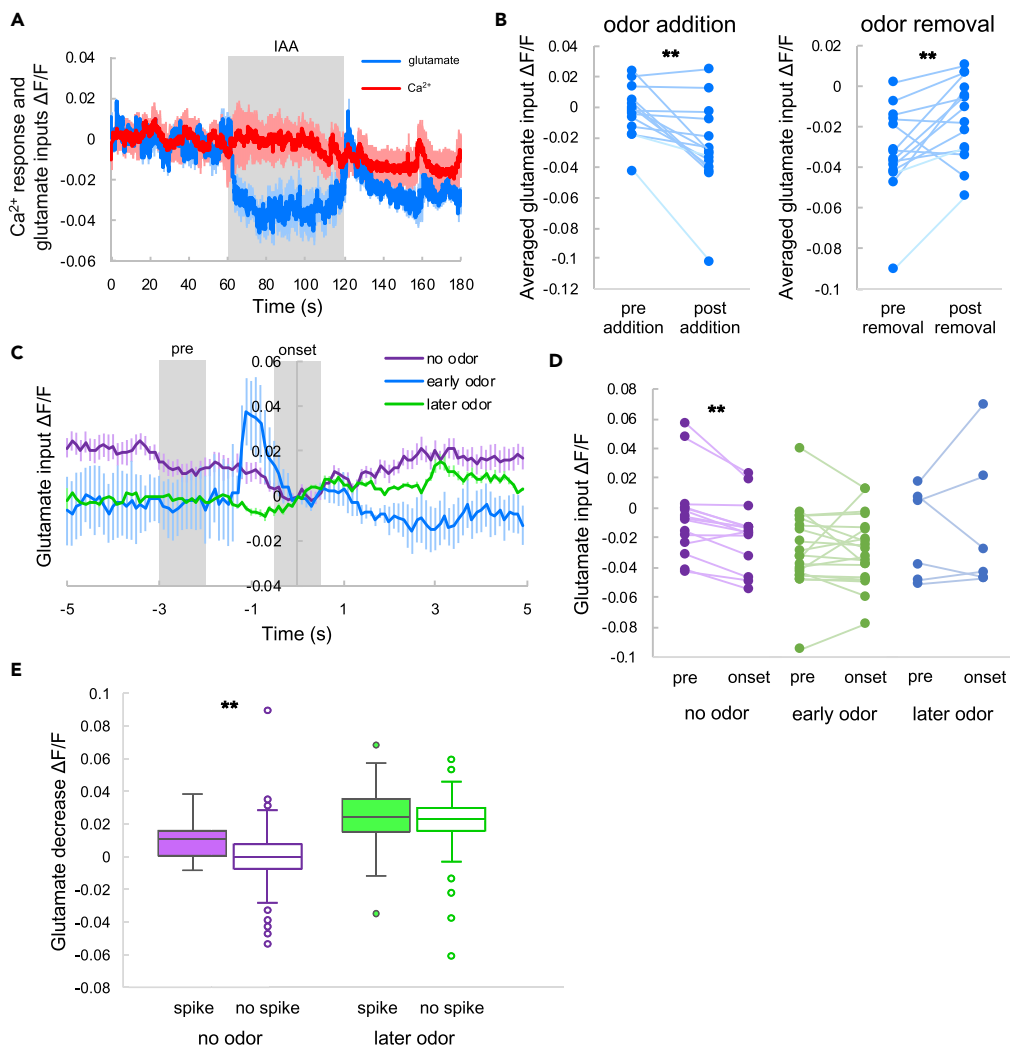 A
IAA
glutamate
Ca²⁺
Ca²⁺ response and
glutamate inputs ΔF/F
0.04
0.02
0
-0.02
-0.04
-0.06
0 20 40 60 80 100 120 140 160 180
Time (s)
B
odor addition
**
Averaged glutamate input ΔF/F
0.04
0.02
0
-0.02
-0.04
-0.06
-0.08
-0.1
-0.12
pre post
addition addition
odor removal
**
Averaged glutamate input ΔF/F
0.02
0
-0.02
-0.04
-0.06
-0.08
-0.1
pre post
removal removal
C
pre
onset
no odor
early odor
later odor
Glutamate input ΔF/F
0.06
0.04
0.02
0
-0.02
-0.04
-5 -3 -1 1 3 5
Time (s)
D
**
Glutamate input ΔF/F
0.08
0.06
0.04
0.02
0
-0.02
-0.04
-0.06
-0.08
-0.1
pre onset pre onset pre onset
no odor early odor later odor
E
**
Glutamate decrease ΔF/F
0.1
0.08
0.06
0.04
0.02
0
-0.02
-0.04
-0.06
0.08
spike no spike spike no spike
no odor later odor